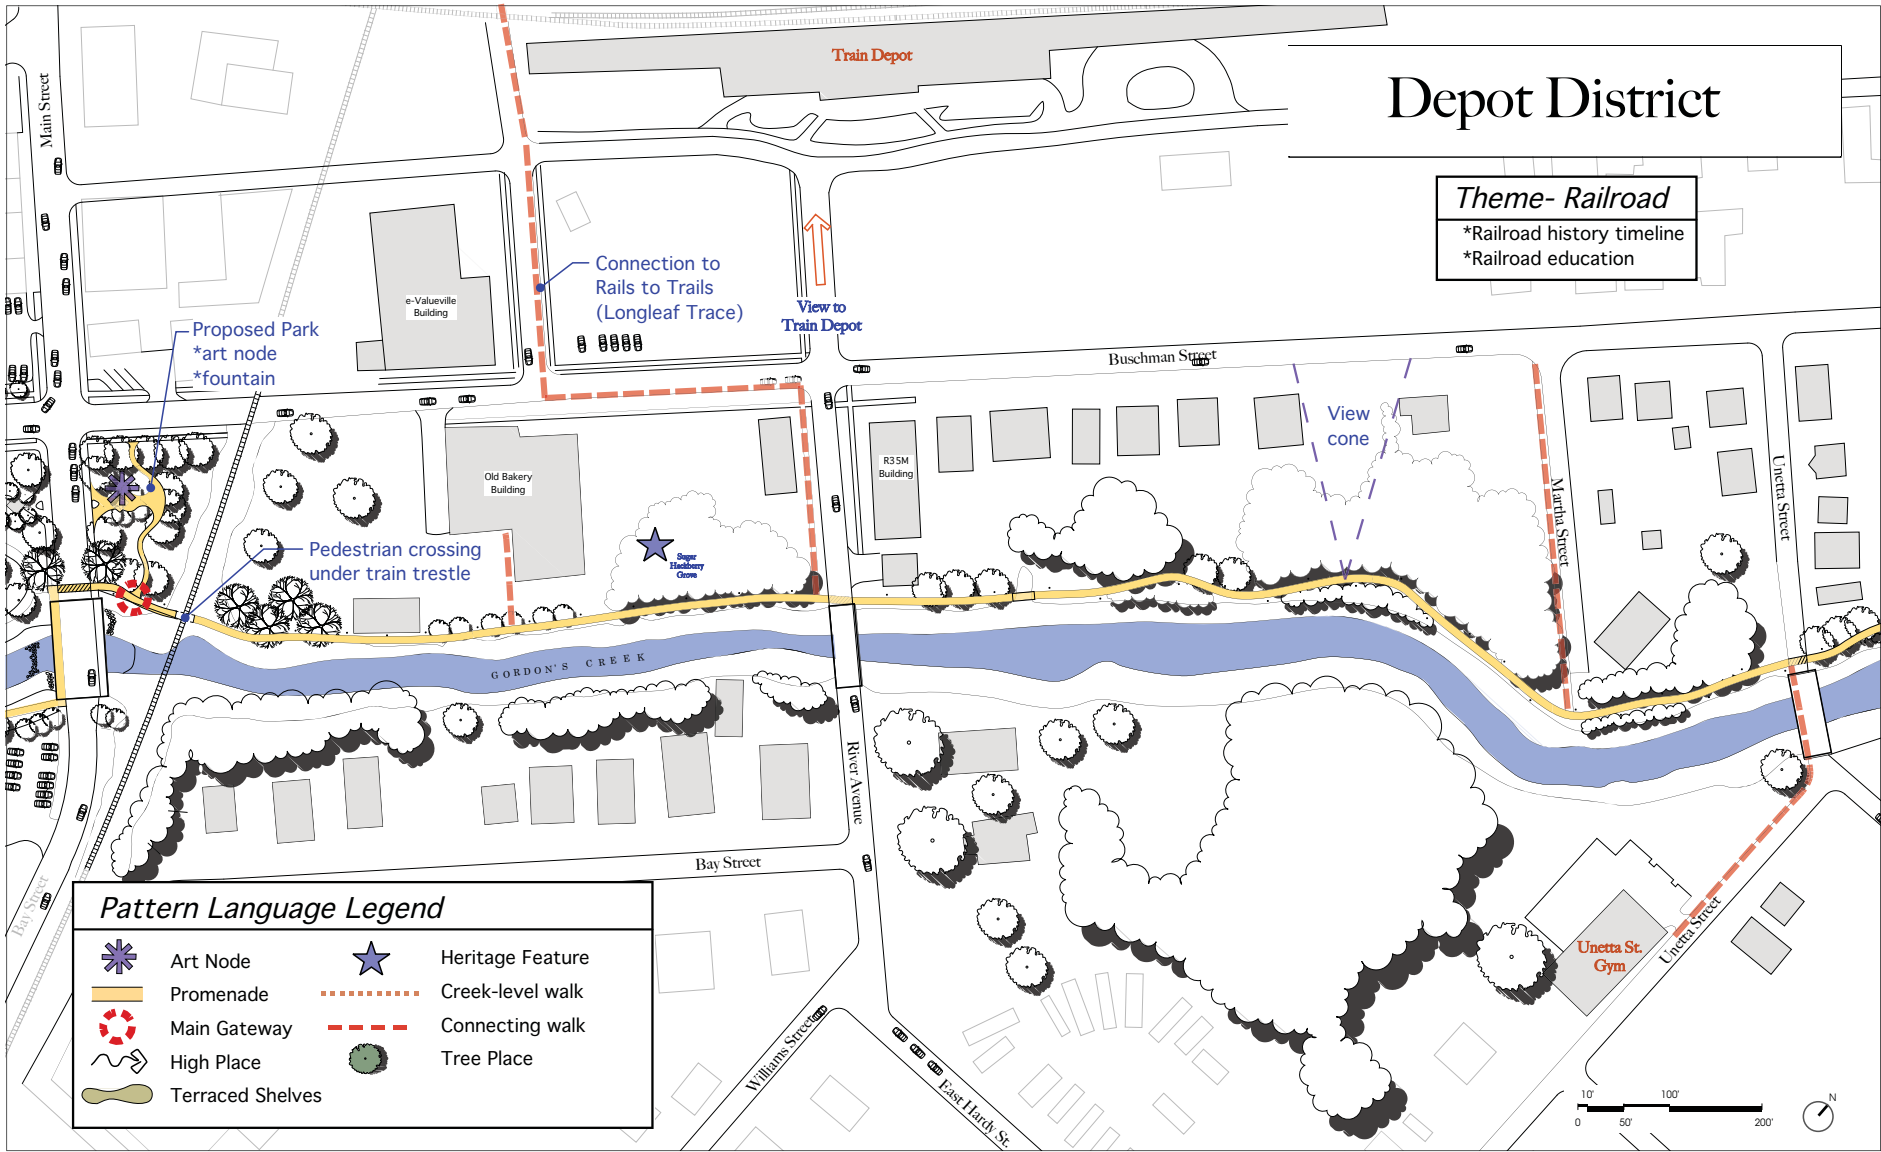 Depot District
Theme- Railroad
*Railroad history timeline
*Railroad education
Train Depot
Main Street
e-Valueville
Building
Connection to
Rails to Trails
(Longleaf Trace)
View to
Train Depot
Proposed Park
*art node
*fountain
Buschman Street
View
cone
Old Bakery
Building
R35M
Building
Martha Street
Unetta Street
Pedestrian crossing
under train trestle
Sugar
Hackberry
Grove
GORDON'S CREEK
River Avenue
Bay Street
Bay Street
Unetta St.
Gym
Unetta Street
Williams Street
East Hardy St.
Pattern Language Legend
Art Node
Promenade
Main Gateway
High Place
Terraced Shelves
Heritage Feature
Creek-level walk
Connecting walk
Tree Place
10' 100'
0 50' 200'
N